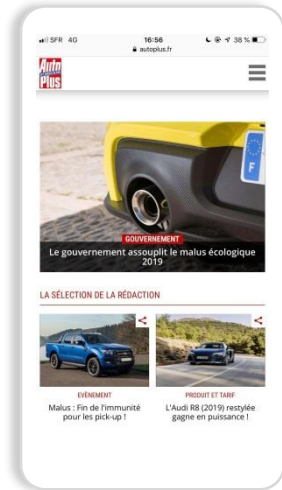 SFR 4G 16:56 38 %
autoplus.fr
Auto
Plus
F
GOUVERNEMENT
Le gouvernement assouplit le malus écologique
2019
LA SÉLECTION DE LA RÉDACTION
EVÈNEMENT
Malus : Fin de l'immunité
pour les pick-up !
PRODUIT ET TARIF
L'Audi R8 (2019) restylée
gagne en puissance !